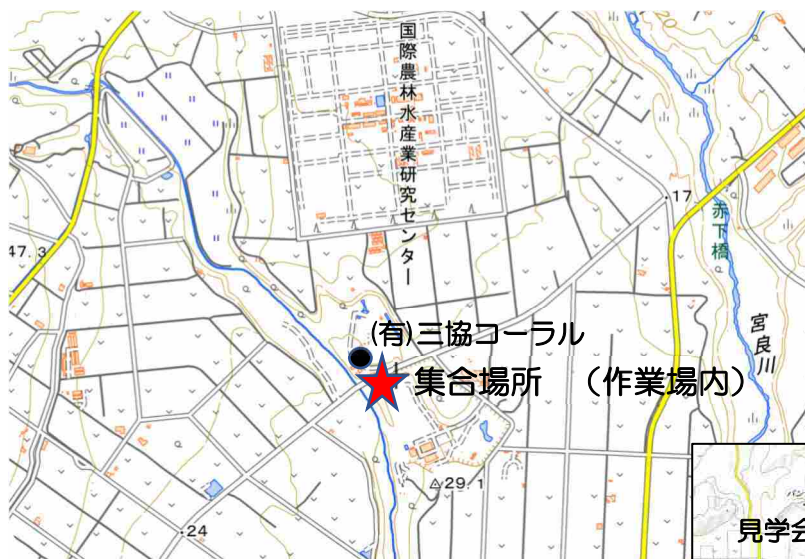 国際農林水産業研究センター
17
赤下橋
47.3
宮良川
(有)三協コーラル
集合場所 (作業場内)
29.1
24
見学会